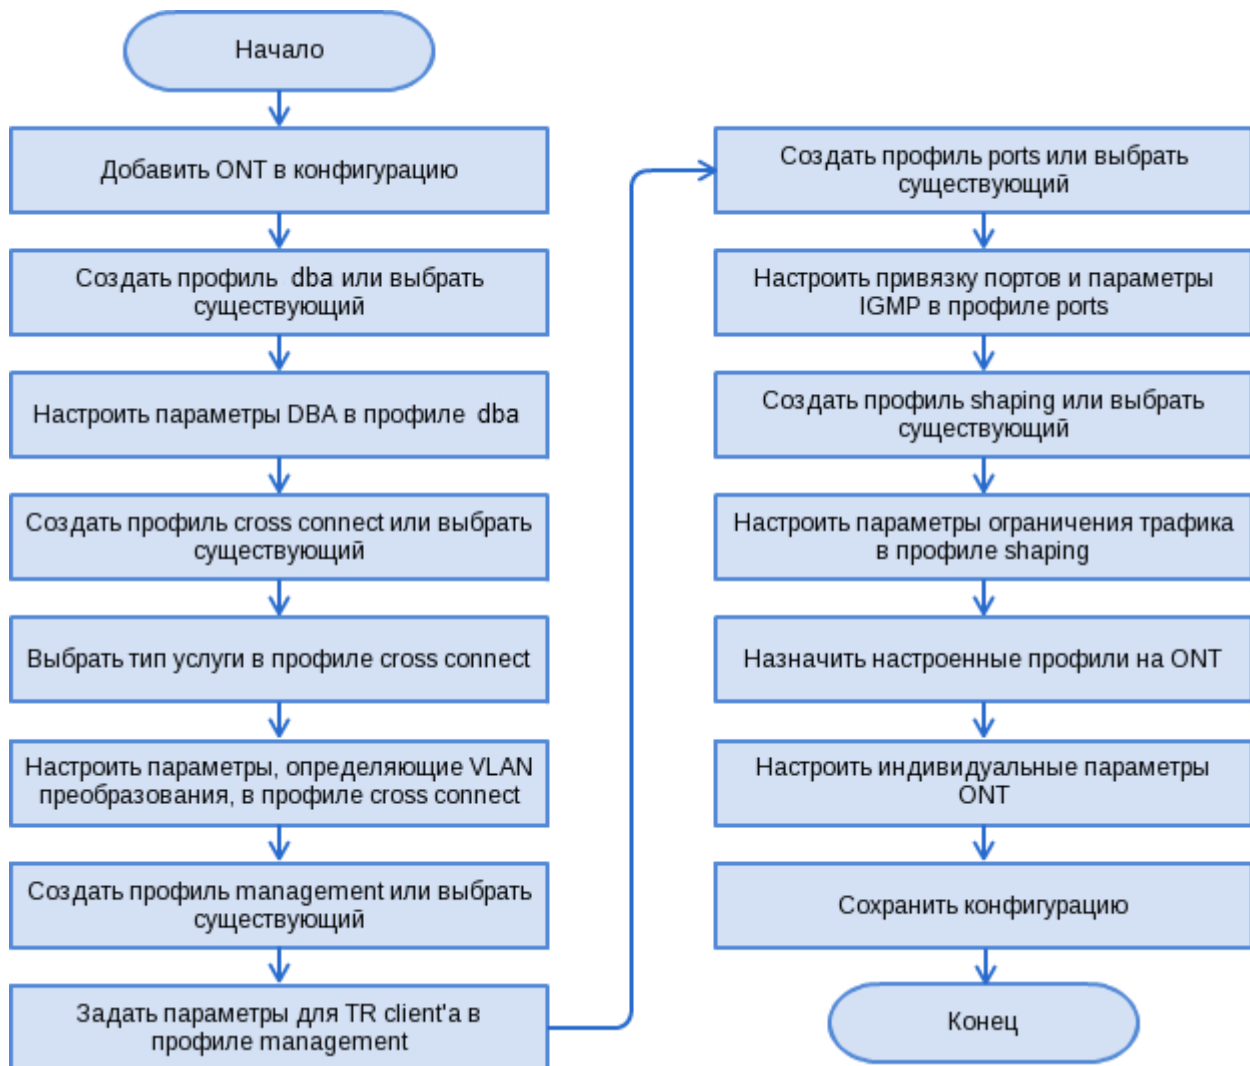 Начало
Добавить ONT в конфигурацию
Создать профиль dba или выбрать
существующий
Настроить параметры DBA в профиле dba
Создать профиль cross connect или выбрать
существующий
Выбрать тип услуги в профиле cross connect
Настроить параметры, определяющие VLAN
преобразования, в профиле cross connect
Создать профиль management или выбрать
существующий
Задать параметры для TR client'а в
профиле management
Создать профиль ports или выбрать
существующий
Настроить привязку портов и параметры
IGMP в профиле ports
Создать профиль shaping или выбрать
существующий
Настроить параметры ограничения трафика
в профиле shaping
Назначить настроенные профили на ONT
Настроить индивидуальные параметры
ONT
Сохранить конфигурацию
Конец